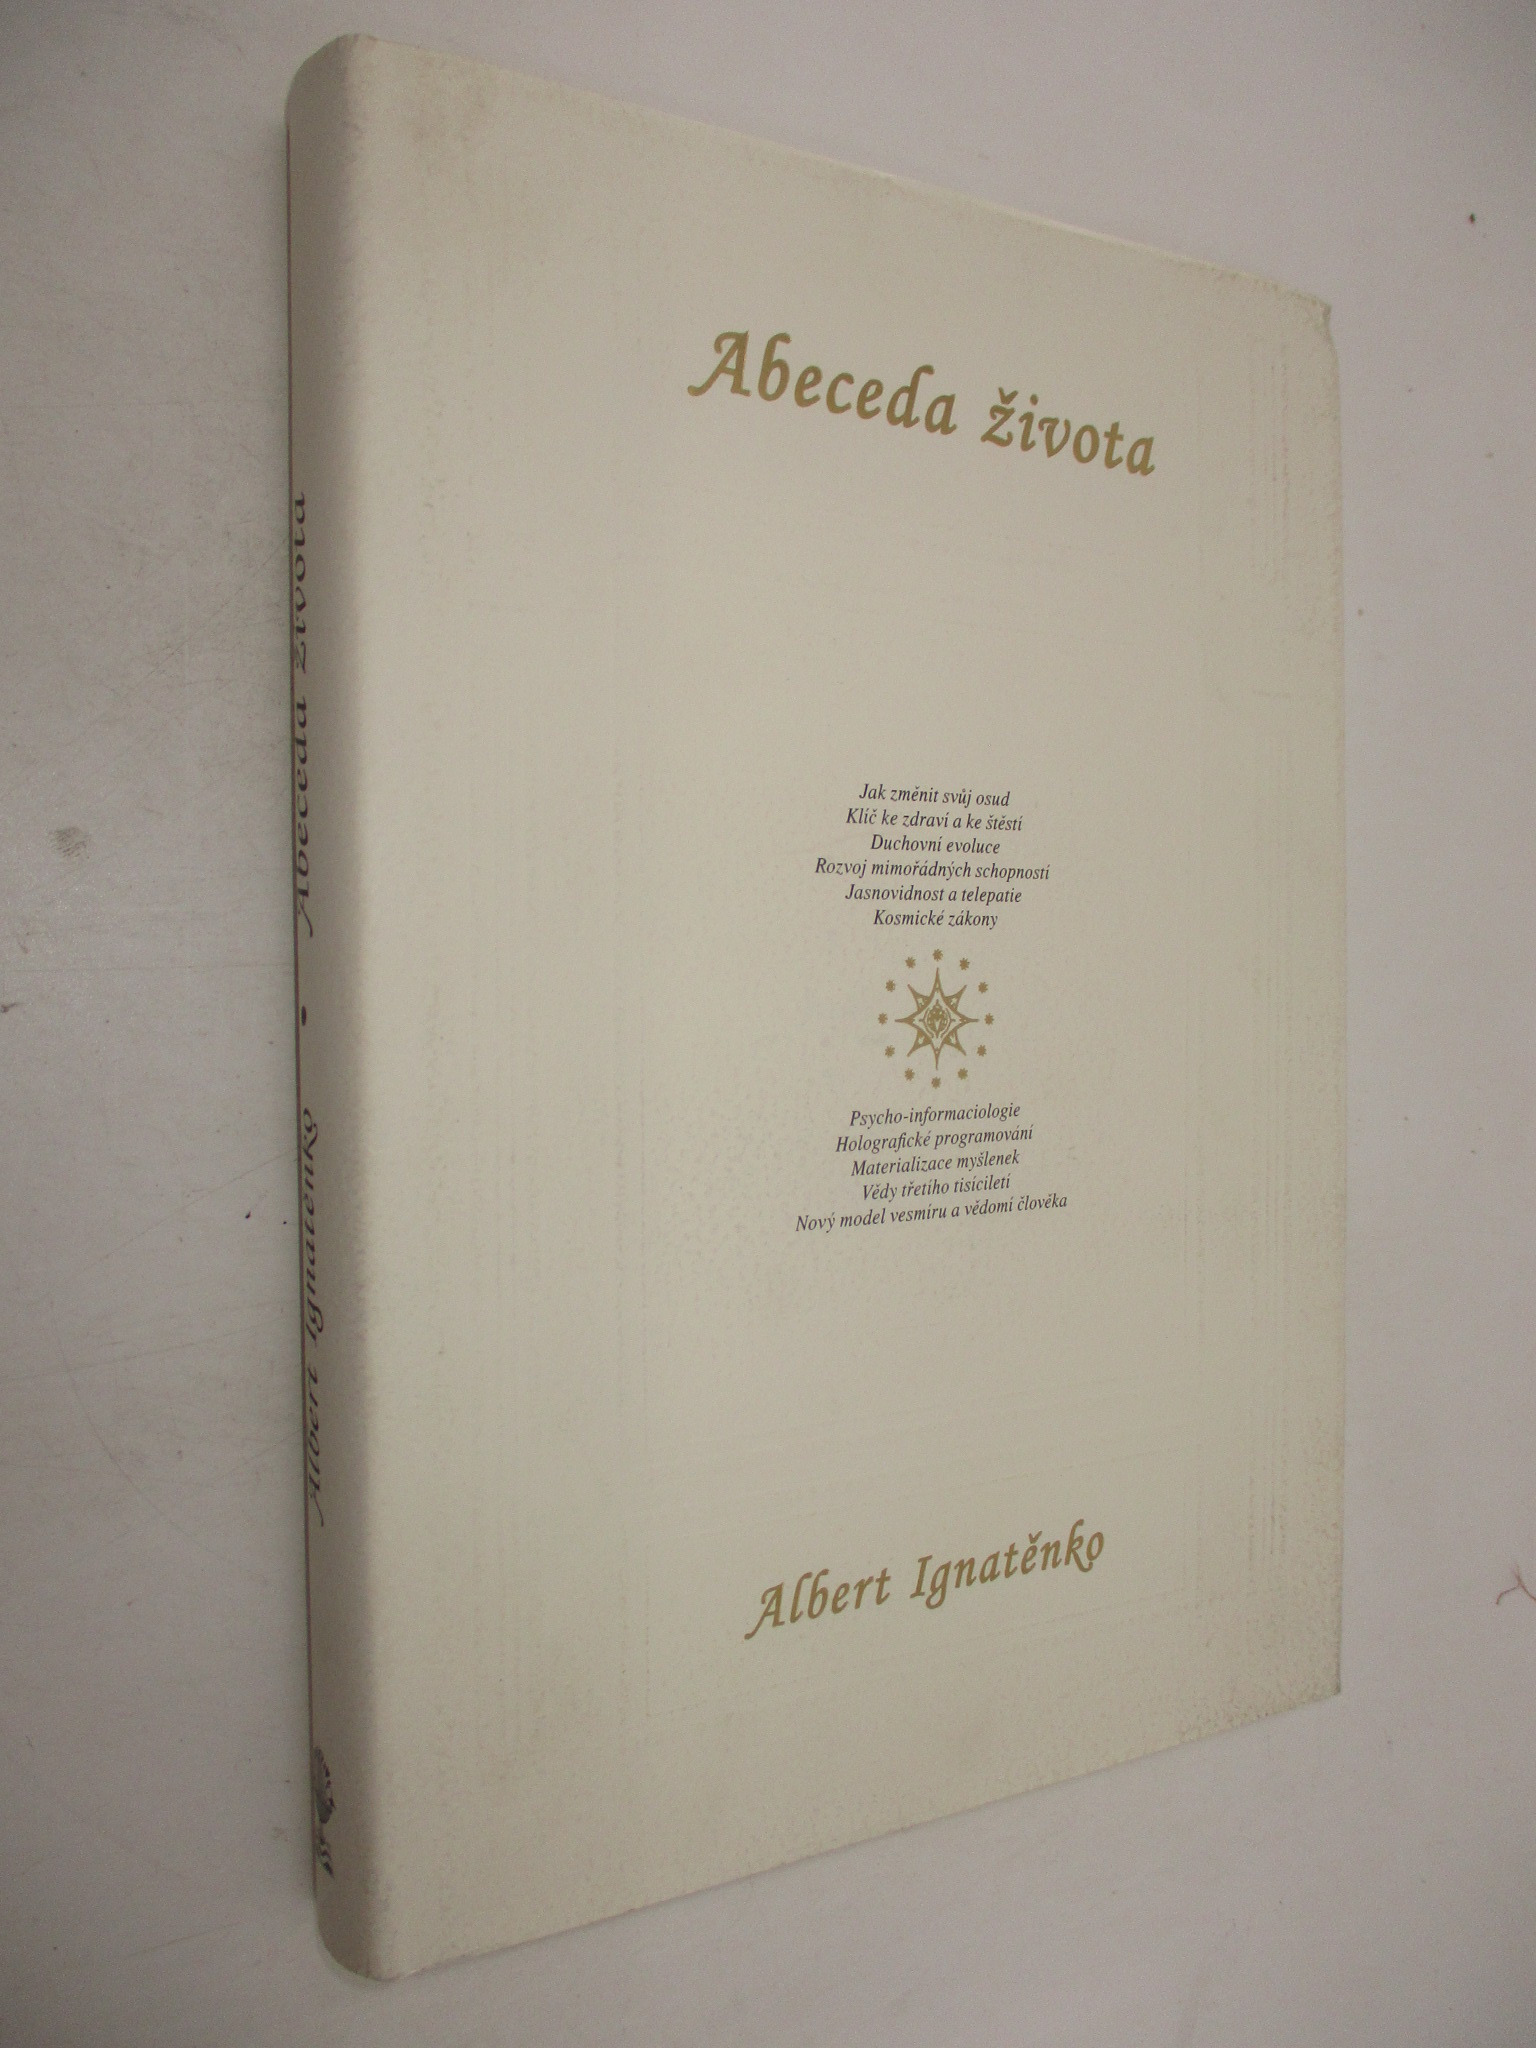 Abeceda života
Jak změnit svůj osud
Klíč ke zdraví a ke štěstí
Duchovní evoluce
Rozvoj mimořádných schopností
Jasnovidnost a telepatie
Kosmické zákony
Psycho-informaciologie
Holografické programování
Materializace myšlenek
Vědy třetího tisíciletí
Nový model vesmíru a vědomí člověka
Albert Ignatěnko
Albert Ignatěnko • Abeceda života